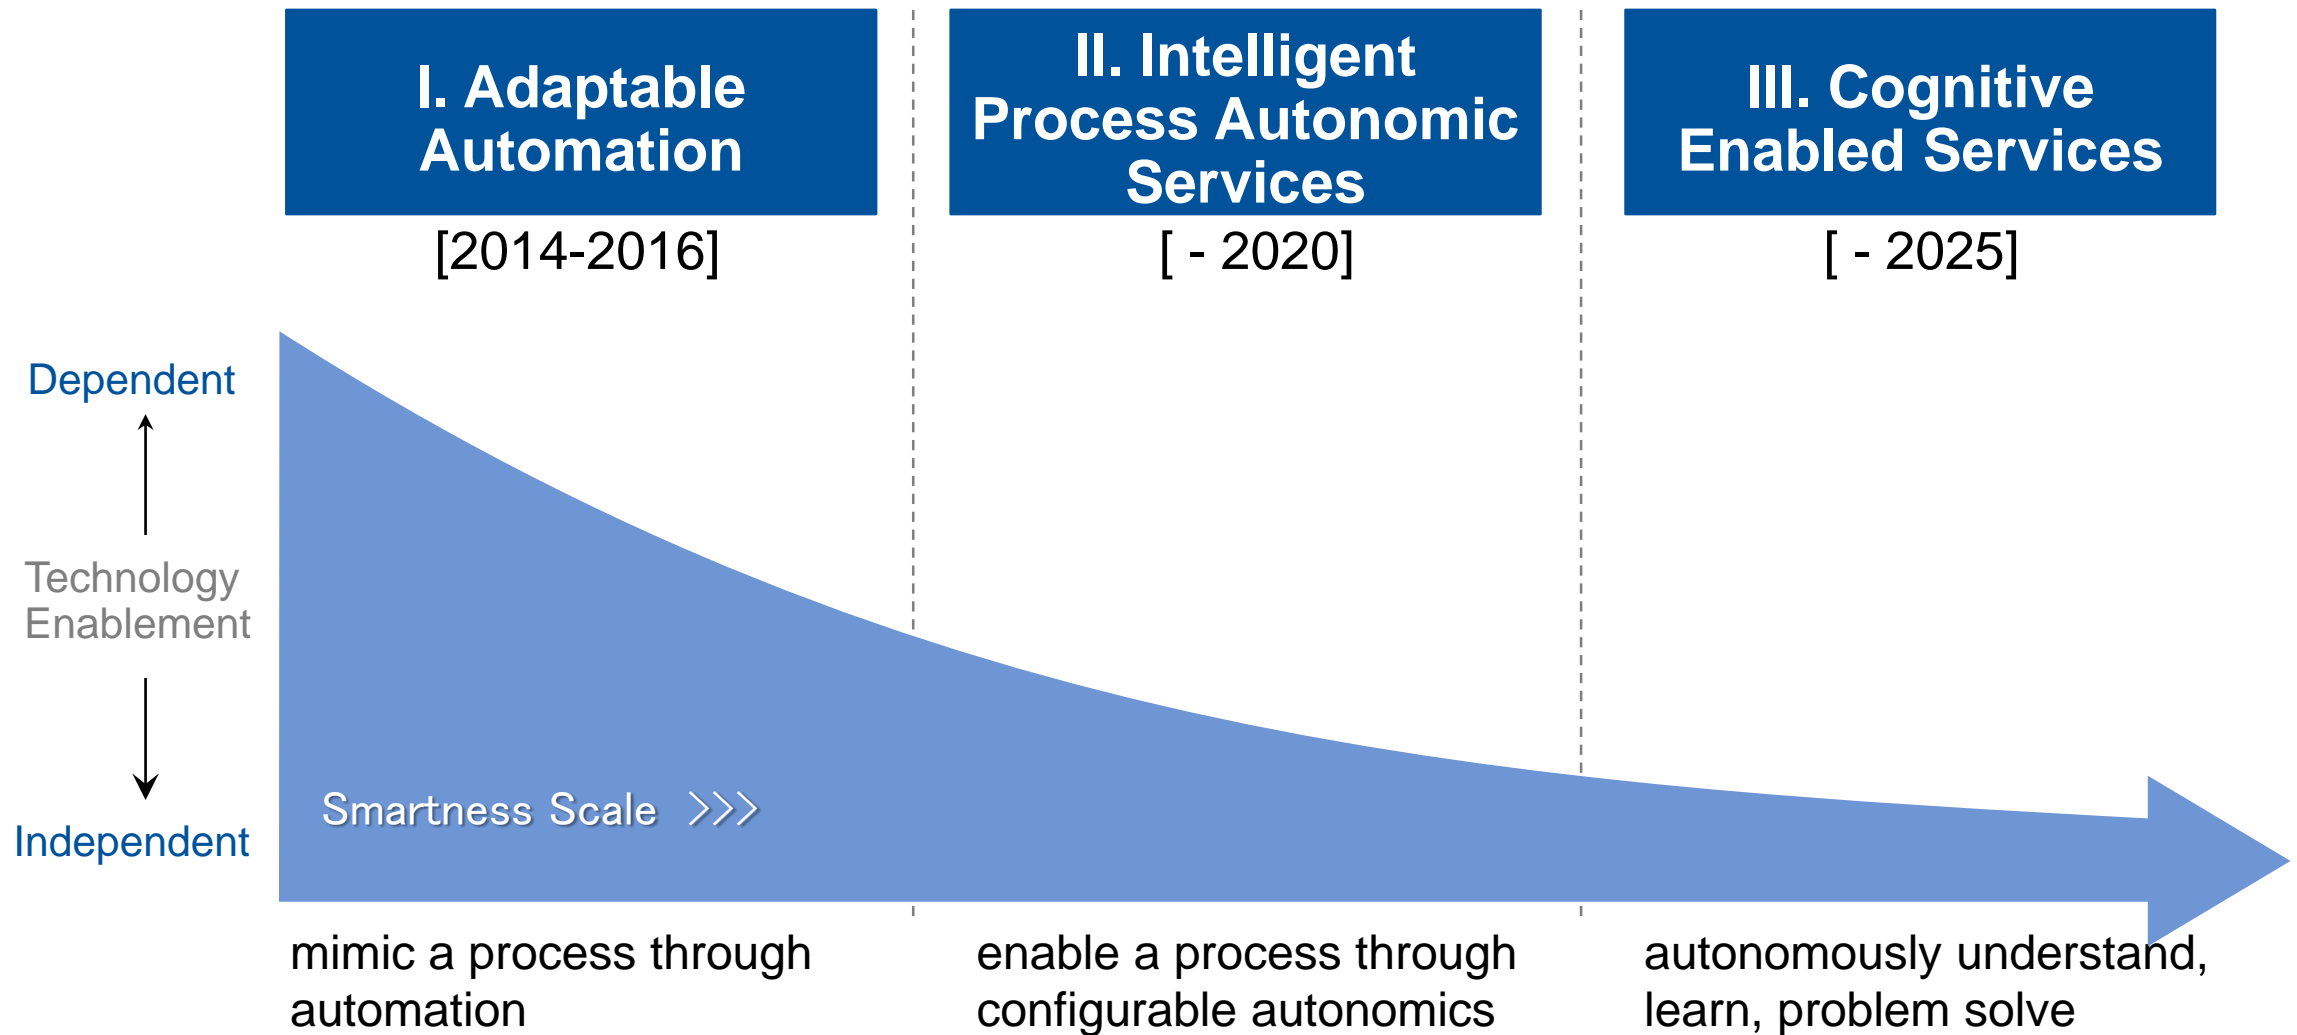 I. Adaptable
Automation
II. Intelligent
Process Autonomic
Services
III. Cognitive
Enabled Services
[2014-2016]
[ - 2020]
[ - 2025]
Dependent
Technology
Enablement
Independent
Smartness Scale >>>
mimic a process through
automation
enable a process through
configurable autonomics
autonomously understand,
learn, problem solve